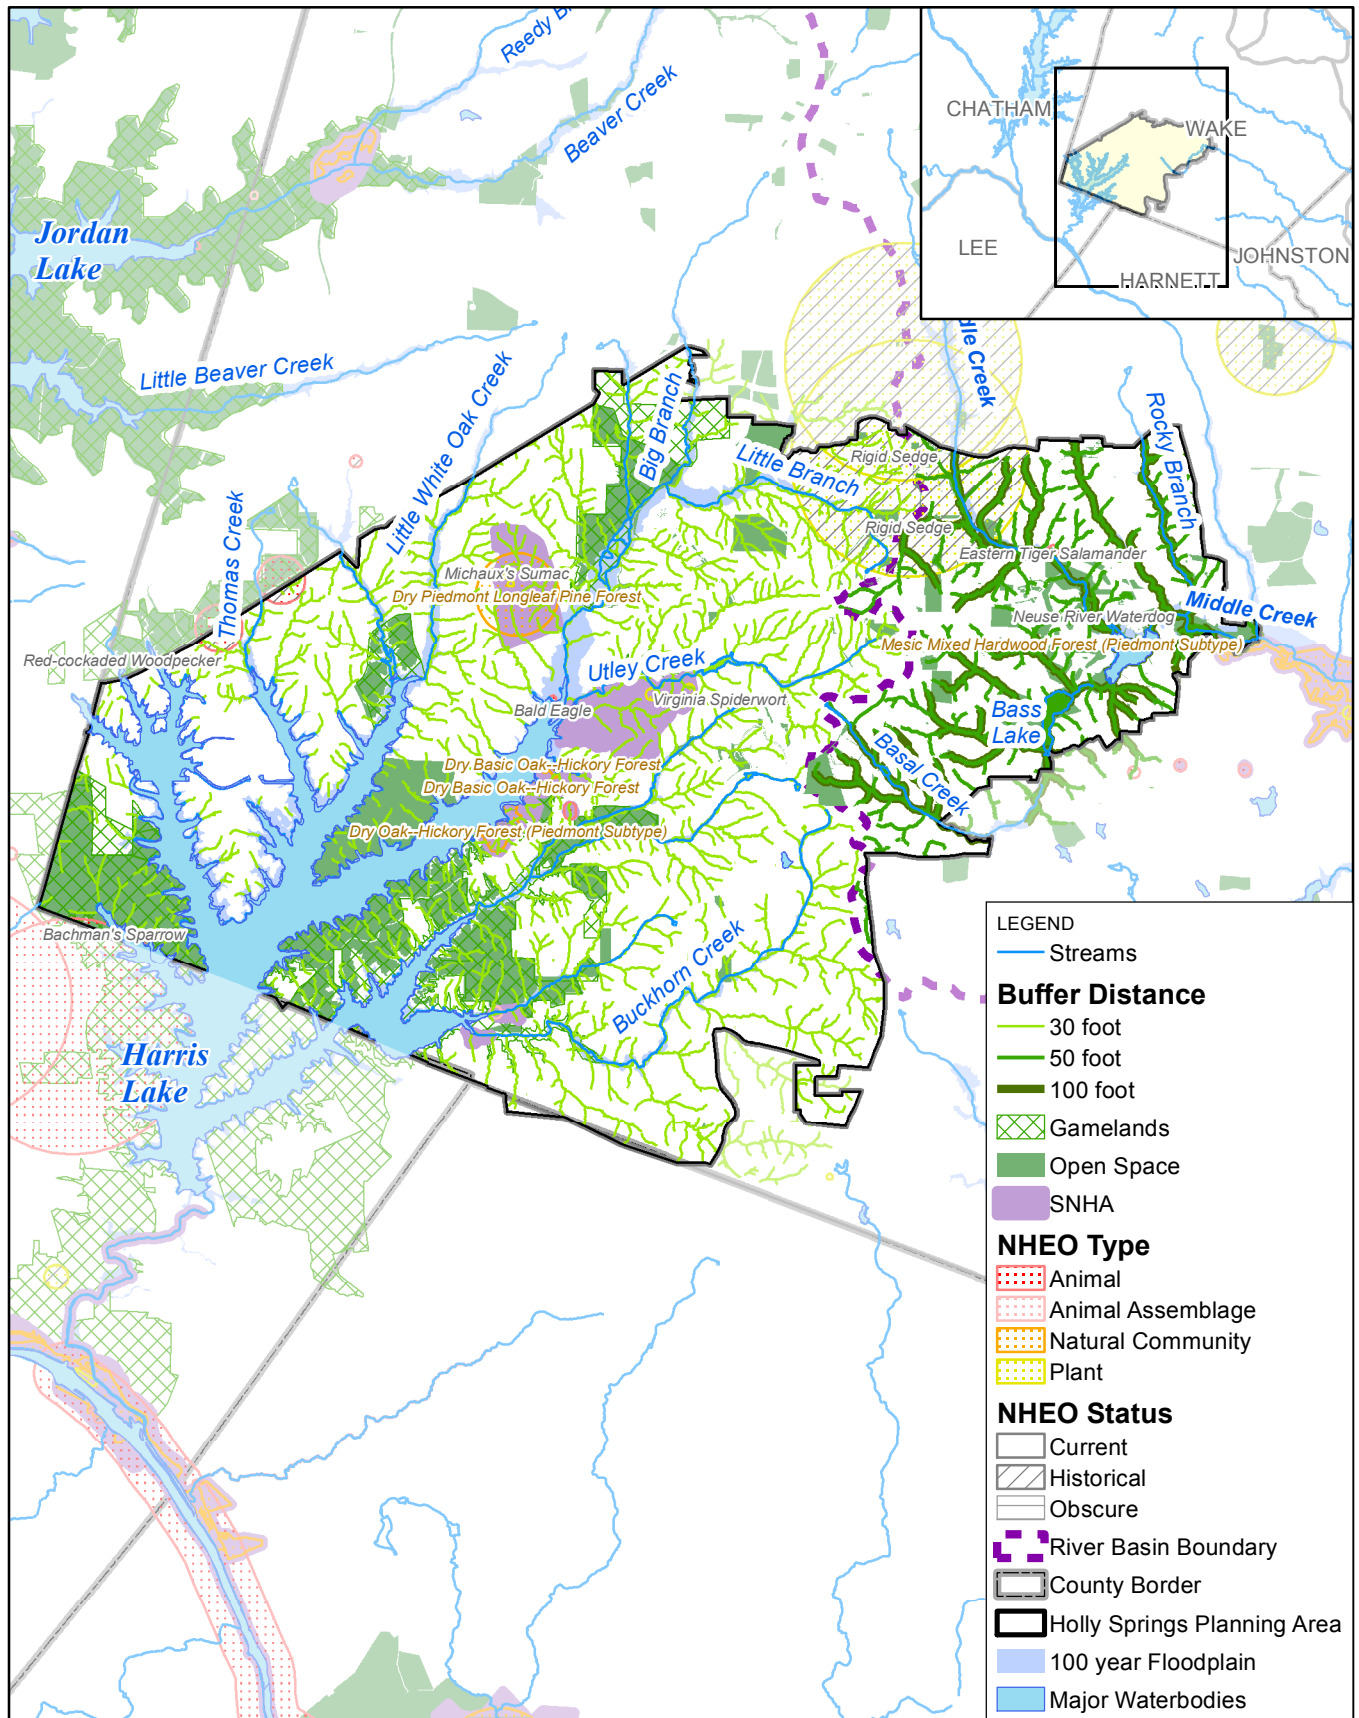 Reedy B
Beaver Creek
CHATHAM
WAKE
LEE
JOHNSTON
HARNETT
Jordan
Lake
Little Beaver Creek
Little White Oak Creek
Big Branch
dle Creek
Rocky Branch
Little Branch
Rigid Sedge
Rigid Sedge
Thomas Creek
Eastern Tiger Salamander
Michaux's Sumac
Dry Piedmont Longleaf Pine Forest
Middle Creek
Neuse River Waterdog
Mesic Mixed Hardwood Forest (Piedmont Subtype)
Red-cockaded Woodpecker
Utley Creek
Virginia Spiderwort
Bald Eagle
Bass
Lake
Basal Creek
Dry Basic Oak--Hickory Forest
Dry Basic Oak--Hickory Forest
Dry Oak--Hickory Forest (Piedmont Subtype)
Bachman's Sparrow
Buckhorn Creek
Harris
Lake
LEGEND
Streams
Buffer Distance
30 foot
50 foot
100 foot
Gamelands
Open Space
SNHA
NHEO Type
Animal
Animal Assemblage
Natural Community
Plant
NHEO Status
Current
Historical
Obscure
River Basin Boundary
County Border
Holly Springs Planning Area
100 year Floodplain
Major Waterbodies